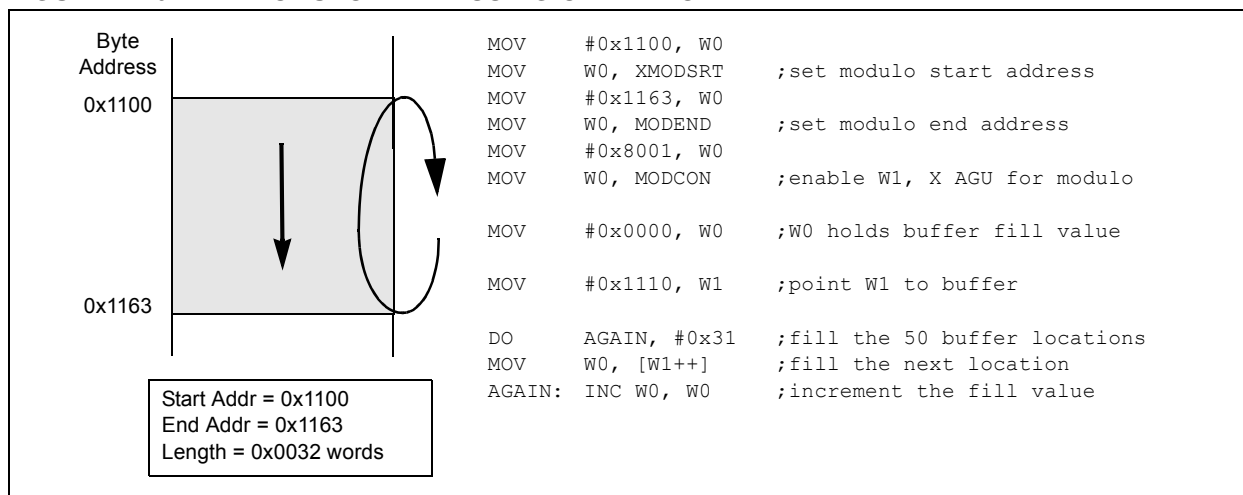 Byte
Address
0x1100
0x1163
Start Addr = 0x1100
End Addr = 0x1163
Length = 0x0032 words
MOV #0x1100, W0
MOV W0, XMODSRT ;set modulo start address
MOV #0x1163, W0
MOV W0, MODEND ;set modulo end address
MOV #0x8001, W0
MOV W0, MODCON ;enable W1, X AGU for modulo
MOV #0x0000, W0 ;W0 holds buffer fill value
MOV #0x1110, W1 ;point W1 to buffer
DO AGAIN, #0x31 ;fill the 50 buffer locations
MOV W0, [W1++] ;fill the next location
AGAIN: INC W0, W0 ;increment the fill value